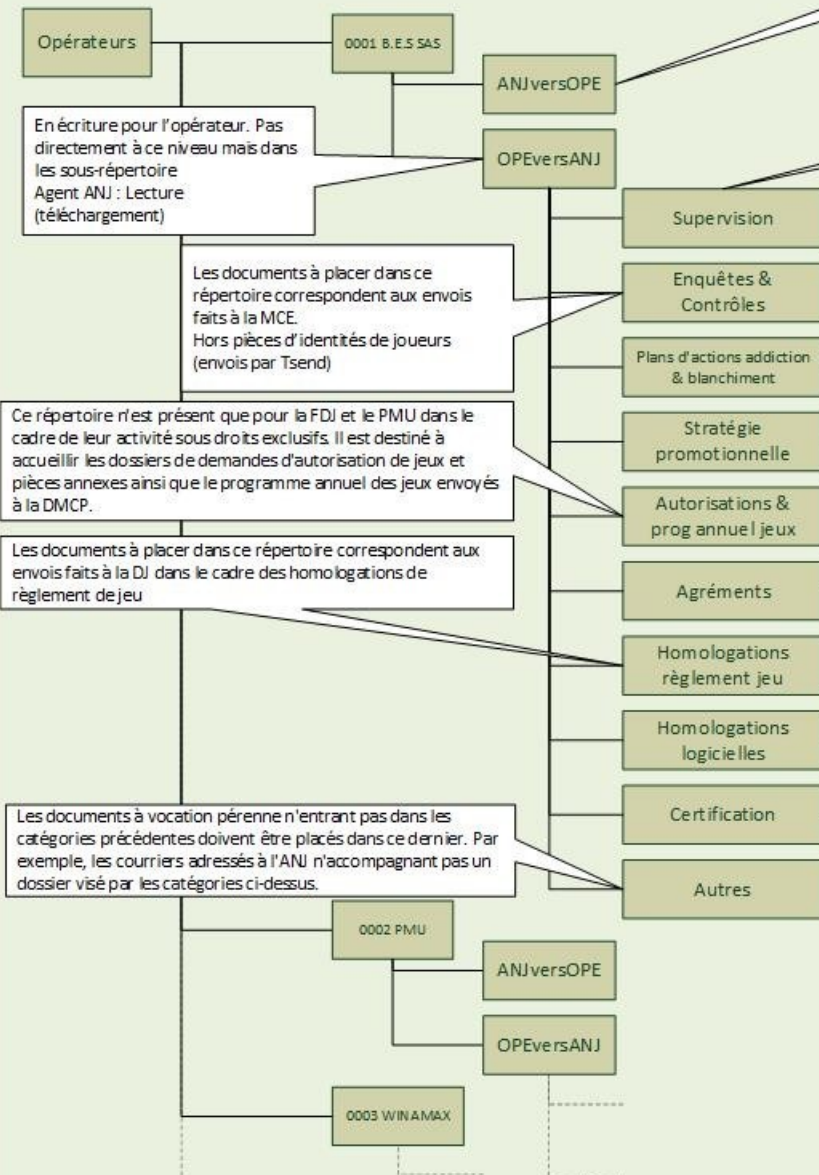 Opérateurs
0001 B.E.S SAS
ANJversOPE
En écriture pour l'opérateur. Pas
directement à ce niveau mais dans
les sous-répertoire
Agent ANJ : Lecture
(téléchargement)
OPEversANJ
Supervision
Les documents à placer dans ce
répertoire correspondent aux envois
faits à la MCE.
Hors pièces d'identités de joueurs
(envois par Tsend)
Enquêtes &
Contrôles
Plans d'actions addiction
& blanchiment
Ce répertoire n'est présent que pour la FDJ et le PMU dans le
cadre de leur activité sous droits exclusifs. Il est destiné à
accueillir les dossiers de demandes d'autorisation de jeux et
pièces annexes ainsi que le programme annuel des jeux envoyés
à la DMCP.
Stratégie
promotionnelle
Autorisations &
prog annuel jeux
Les documents à placer dans ce répertoire correspondent aux
envois faits à la DJ dans le cadre des homologations de
règlement de jeu
Agréments
Homologations
règlement jeu
Homologations
logicielles
Certification
Les documents à vocation pérenne n'entrant pas dans les
catégories précédentes doivent être placés dans ce dernier. Par
exemple, les courriers adressés à l'ANJ n'accompagnant pas un
dossier visé par les catégories ci-dessus.
Autres
0002 PMU
ANJversOPE
OPEversANJ
0003 WINAMAX